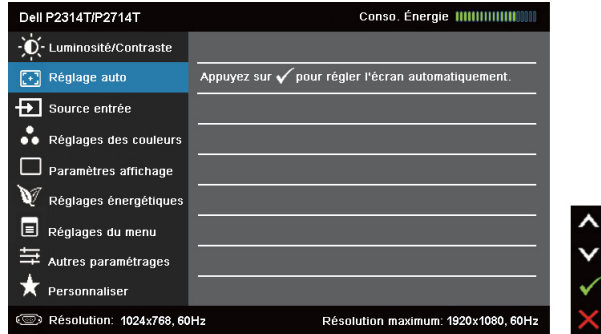 Dell P2314T/P2714T
Conso. Énergie
Luminosité/Contraste
Réglage auto
Appuyez sur ✓ pour régler l'écran automatiquement.
Source entrée
Réglages des couleurs
Paramètres affichage
Réglages énergétiques
Réglages du menu
Autres paramétrages
Personnaliser
Résolution: 1024x768, 60Hz
Résolution maximum: 1920x1080, 60Hz